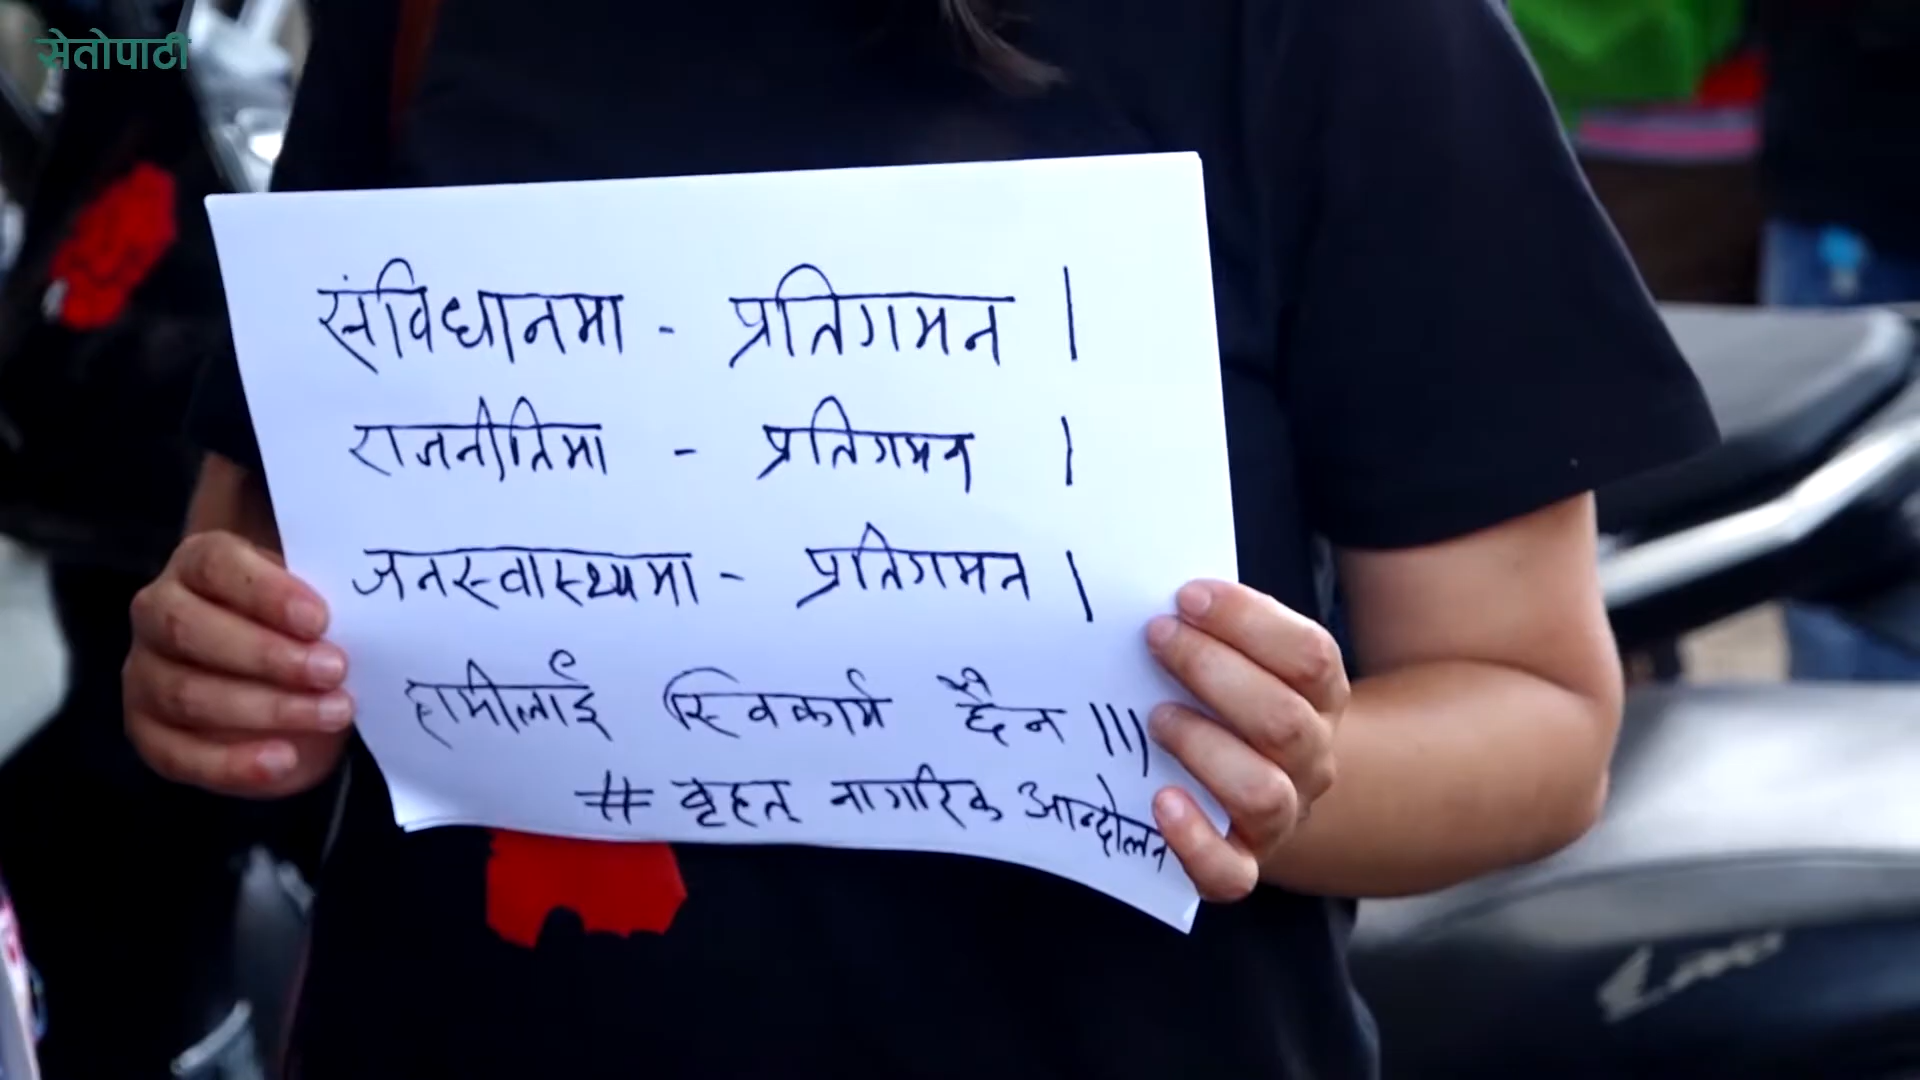 सेतोपाटी
संविधानमा - प्रतिगमन ।
राजनीतिमा - प्रतिगमन ।
जनस्वास्थ्यमा - प्रतिगमन ।
हामीलाई स्विकार्य छैन ।।।
# बृहत् नागरिक आन्दोलन